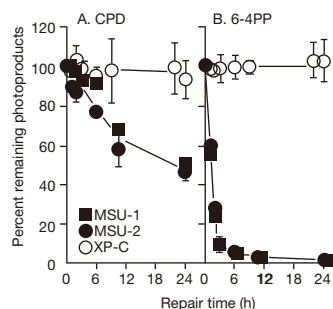 A. CPD
B. 6-4PP
Percent remaining photoproducts
120
100
80
60
40
20
0
MSU-1
MSU-2
XP-C
0 6 12 18 24
0 6 12 18 24
Repair time (h)